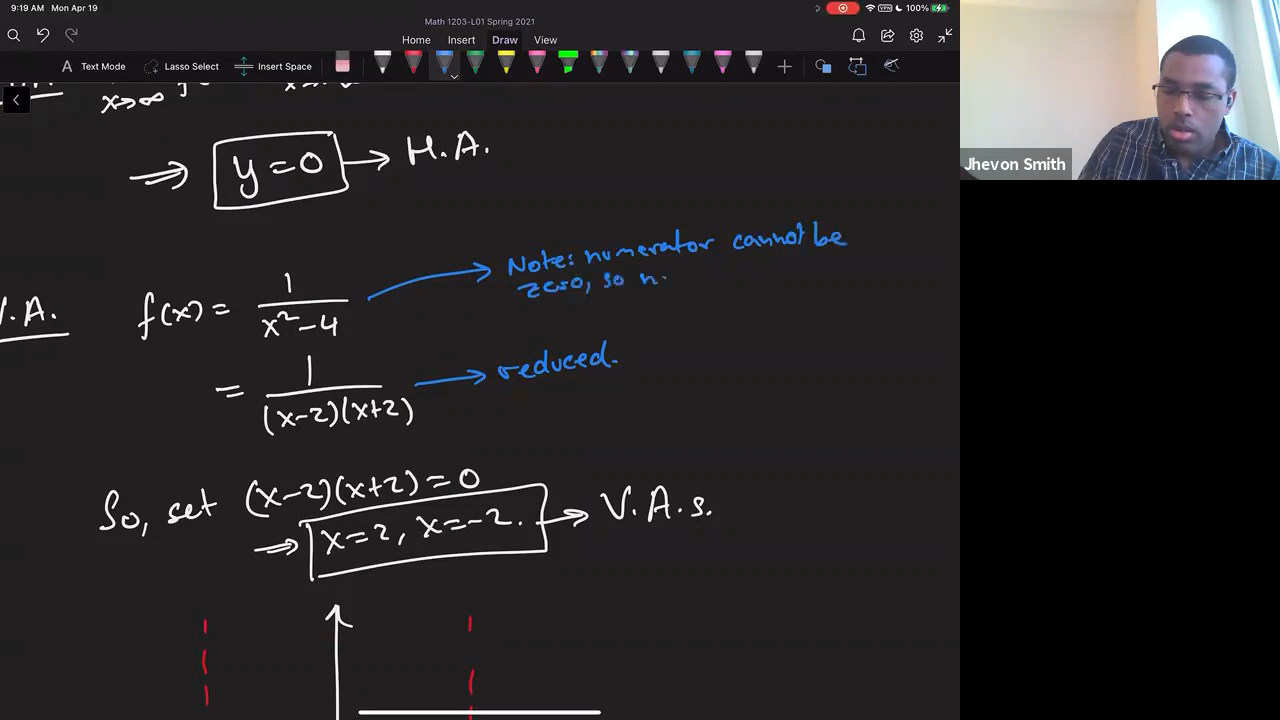 9:19 AM Mon Apr 19
100%
VPN
Math 1203-L01 Spring 2021
Home Insert Draw View
Text Mode Lasso Select Insert Space
x→∞
⇒ y=0 → H.A.
Jhevon Smith
Note: numerator cannot be
zero, so n
V.A. f(x) = 1/(x²-4)
= 1/((x-2)(x+2)) → reduced.
So, set (x-2)(x+2) = 0
⇒ x=2, x=-2. → V.A.s.